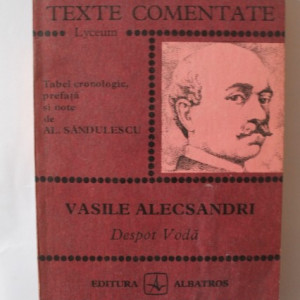 TEXTE COMENTATE
Lyceum
Tabel cronologic,
prefață
și note
de
AL. SĂNDULESCU
VASILE ALECSANDRI
Despot Vodă
EDITURA ALBATROS